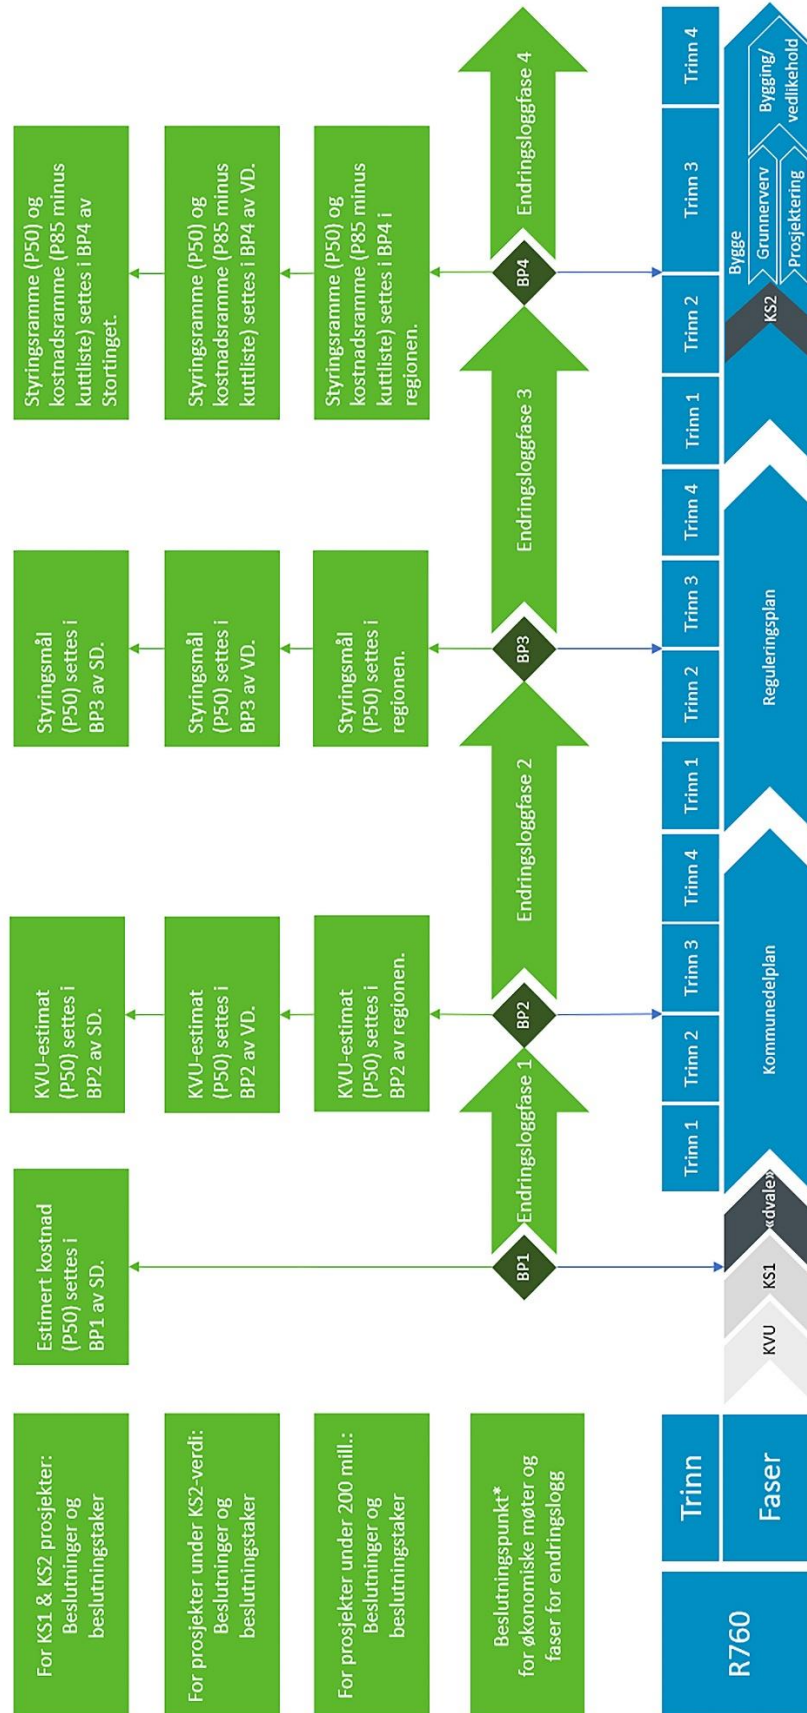 For KS1 & KS2 prosjekter:
Beslutninger og
beslutningstaker
Estimert kostnad
(P50) settes i
BP1 av SD.
KVU-estimat
(P50) settes i
BP2 av SD.
Styringsmål
(P50) settes i
BP3 av SD.
Styringsramme (P50) og
kostnadsramme (P85 minus
kuttliste) settes i BP4 av
Stortinget.
For prosjekter under KS2-verdi:
Beslutninger og
beslutningstaker
KVU-estimat
(P50) settes i
BP2 av VD.
Styringsmål
(P50) settes i
BP3 av VD.
Styringsramme (P50) og
kostnadsramme (P85 minus
kuttliste) settes i BP4 av VD.
For prosjekter under 200 mill.:
Beslutninger og
beslutningstaker
KVU-estimat
(P50) settes i
BP2 av regionen.
Styringsmål
(P50) settes i
regionen.
Styringsramme (P50) og
kostnadsramme (P85 minus
kuttliste) settes i BP4 i
regionen.
Beslutningspunkt*
for økonomiske møter og
faser for endringslogg
BP1
Endringsloggfase 1
BP2
Endringsloggfase 2
BP3
Endringsloggfase 3
BP4
Endringsloggfase 4
R760
Trinn
Trinn 1
Trinn 2
Trinn 3
Trinn 4
Trinn 1
Trinn 2
Trinn 3
Trinn 4
Trinn 1
Trinn 2
Trinn 3
Trinn 4
Faser
KVU
KS1
«dvale»
Kommunedelplan
Reguleringsplan
KS2
Bygge
Grunnerverv
Prosjektering
Bygging/
vedlikehold